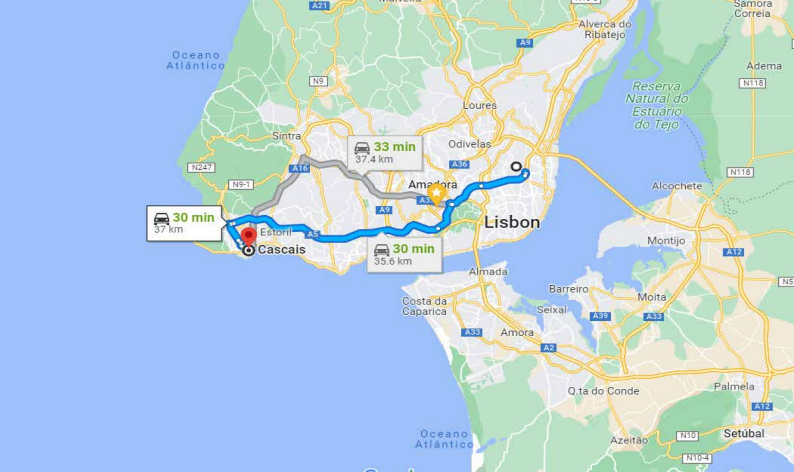 A21
Samora
Correia
Alverca do
Ribatejo
A9
Oceano
Atlântico
Adema
N9
N118
Reserva
Natural do
Estuário
do Tejo
Loures
Sintra
Odivelas
33 min
37.4 km
N247
A16
A36
N118
N9-1
Amadora
Alcochete
A9
30 min
37 km
Lisbon
Estoril
A5
Montijo
Cascais
30 min
35.6 km
A12
Almada
Barreiro
Moita
Costa da
Caparica
Seixal
A39
A33
A33
Amora
A2
Palmela
Q.ta do Conde
A12
Oceano
Atlântico
Azeitão
N10
Setúbal
N10-4